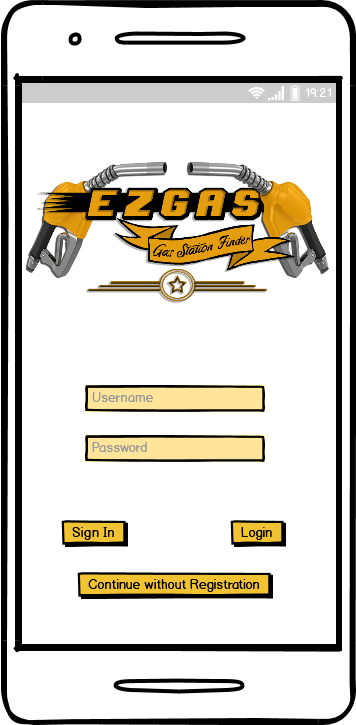 19:21
EZGAS
Gas Station Finder
Username
Password
Sign In
Login
Continue without Registration